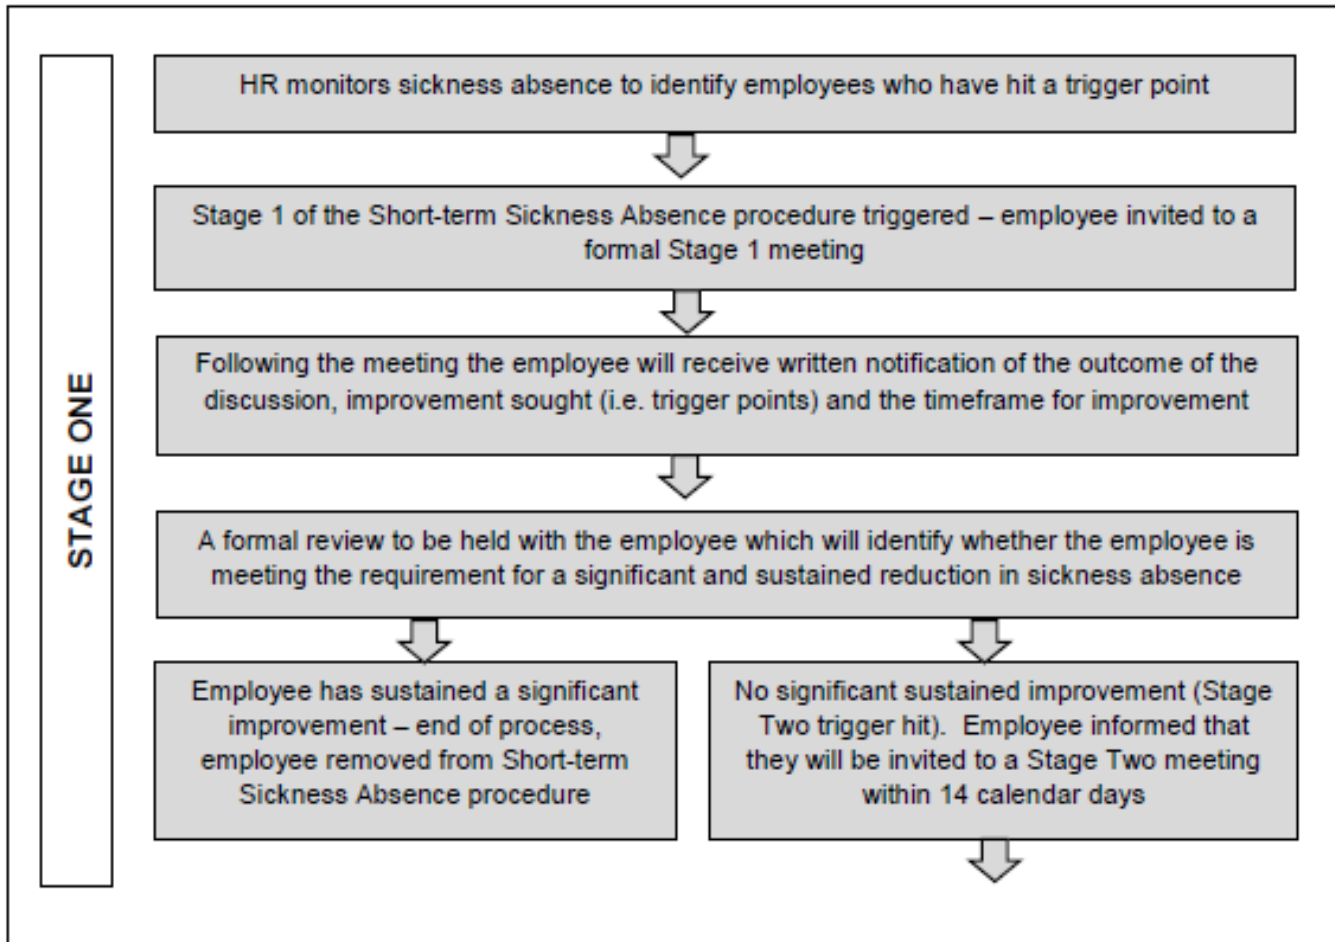 HR monitors sickness absence to identify employees who have hit a trigger point
Stage 1 of the Short-term Sickness Absence procedure triggered – employee invited to a
formal Stage 1 meeting
Following the meeting the employee will receive written notification of the outcome of the
discussion, improvement sought (i.e. trigger points) and the timeframe for improvement
STAGE ONE
A formal review to be held with the employee which will identify whether the employee is
meeting the requirement for a significant and sustained reduction in sickness absence
Employee has sustained a significant
improvement – end of process,
employee removed from Short-term
Sickness Absence procedure
No significant sustained improvement (Stage
Two trigger hit).  Employee informed that
they will be invited to a Stage Two meeting
within 14 calendar days